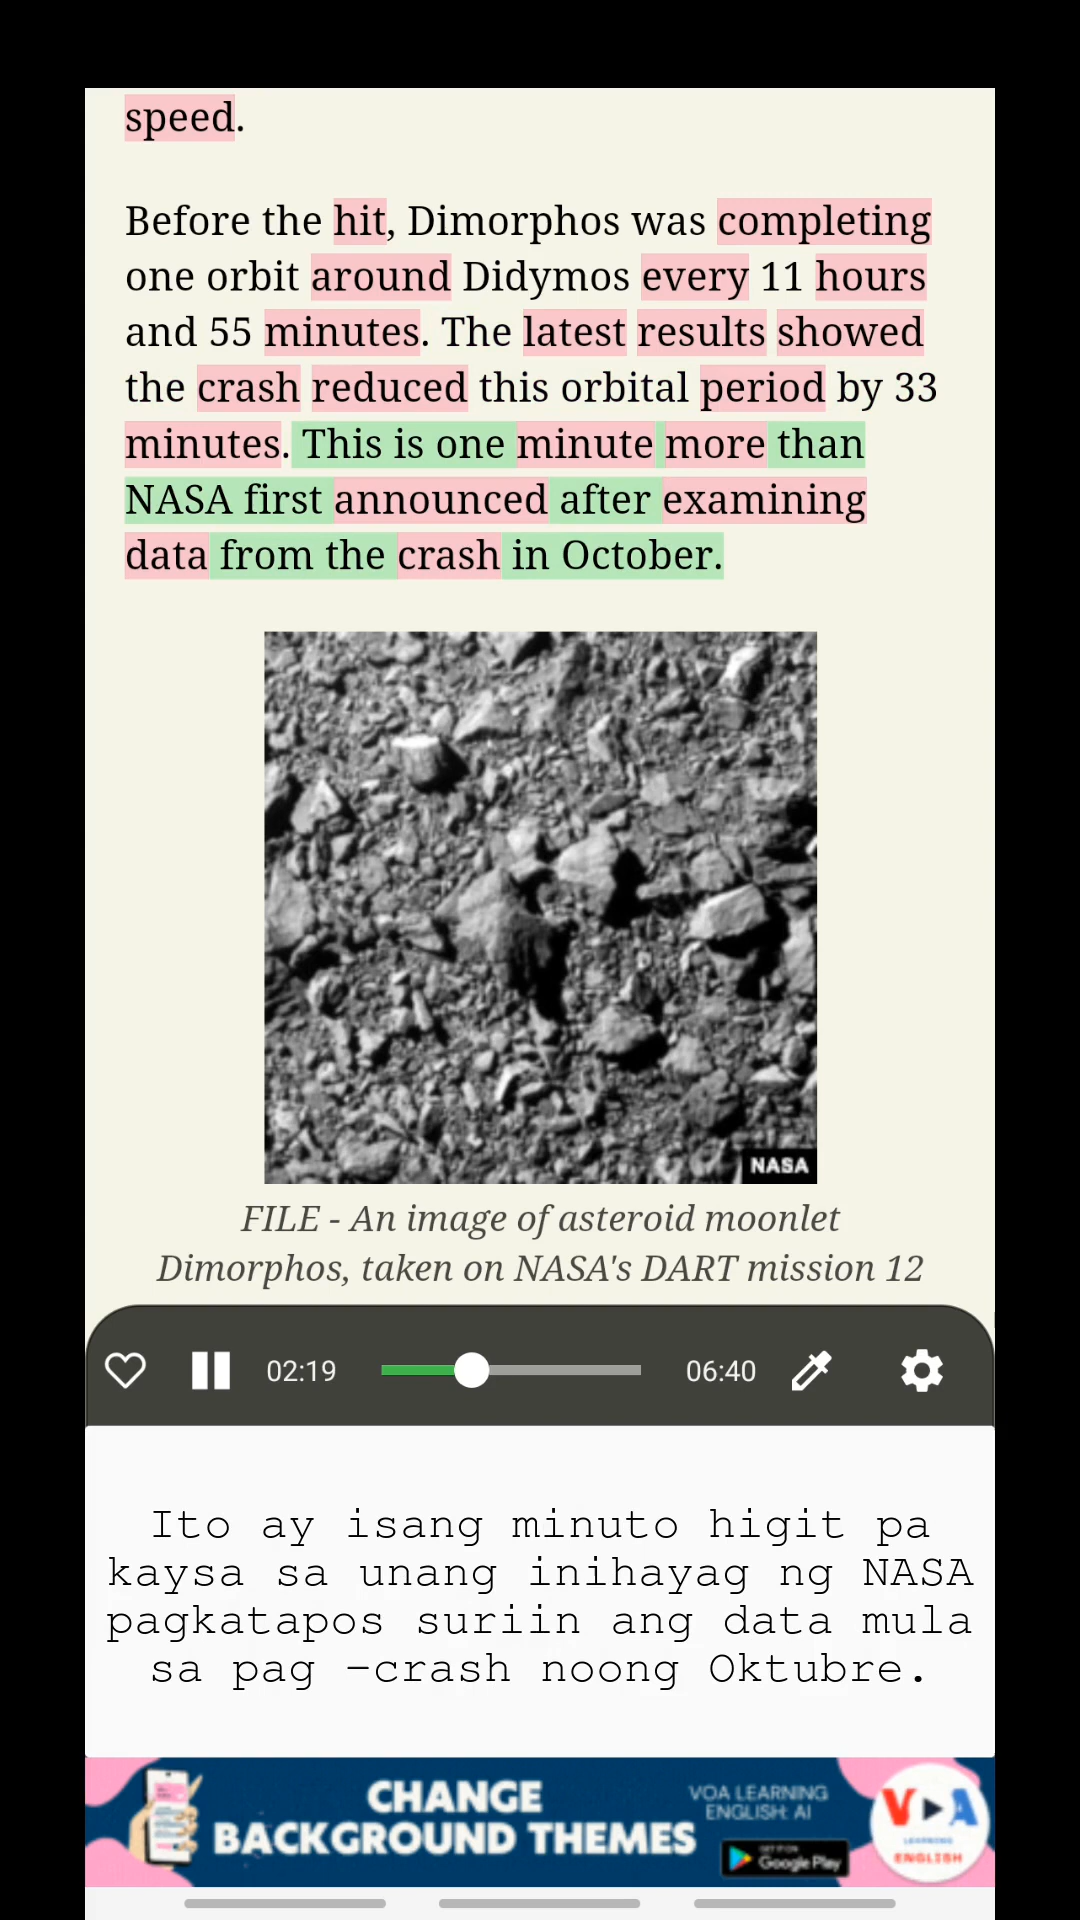 speed.
Before the hit, Dimorphos was completing
one orbit around Didymos every 11 hours
and 55 minutes. The latest results showed
the crash reduced this orbital period by 33
minutes. This is one minute more than
NASA first announced after examining
data from the crash in October.
NASA
FILE - An image of asteroid moonlet
Dimorphos, taken on NASA's DART mission 12
02:19
06:40
Ito ay isang minuto higit pa
kaysa sa unang inihayag ng NASA
pagkatapos suriin ang data mula
sa pag -crash noong Oktubre.
CHANGE
BACKGROUND THEMES
VOA LEARNING
ENGLISH: AI
GET IT ON
Google Play
VOA
LEARNING
ENGLISH